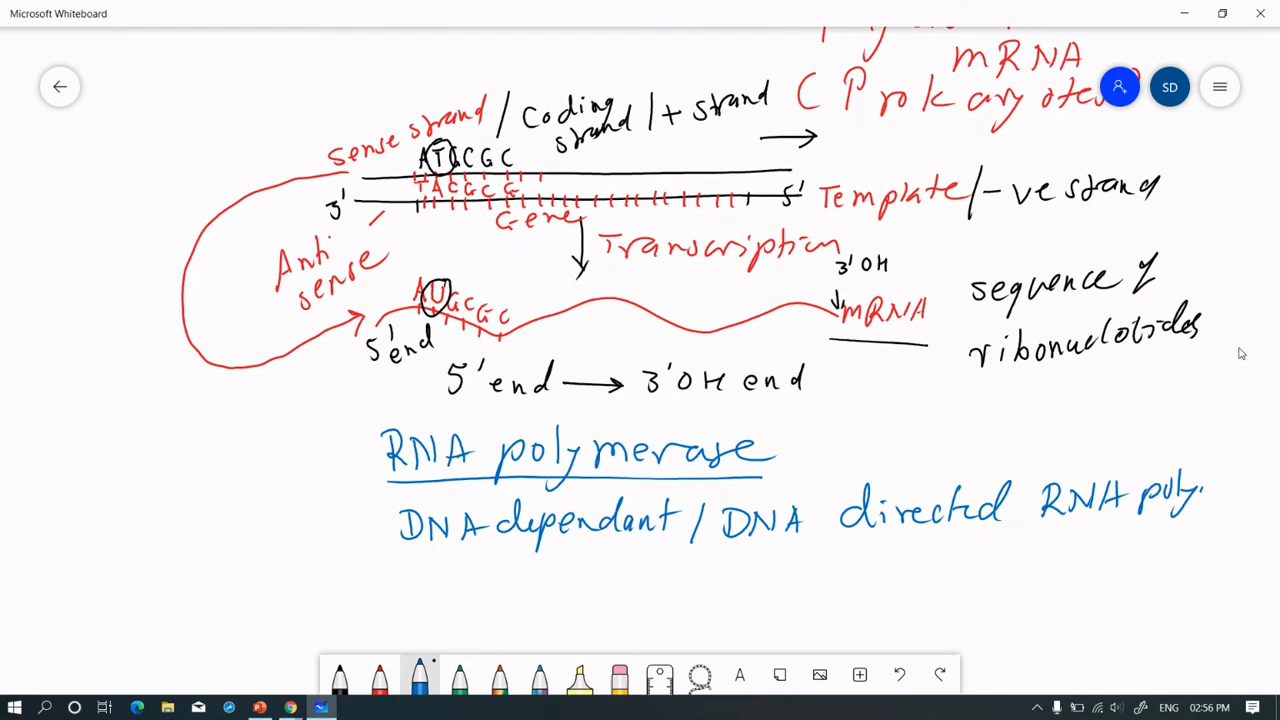 Microsoft Whiteboard
mRNA
(Prokaryotes)
SD
Sense strand / Coding strand / + strand
ATGCGC
TACGCG
3'
5'
Template / -ve strand
Gene
Anti sense
Transcription
3'OH
AUGCGC
mRNA
5' end
sequence of
ribonucleotides
5' end → 3'OH end
RNA polymerase
DNA dependant / DNA directed RNA poly.
ENG
02:56 PM